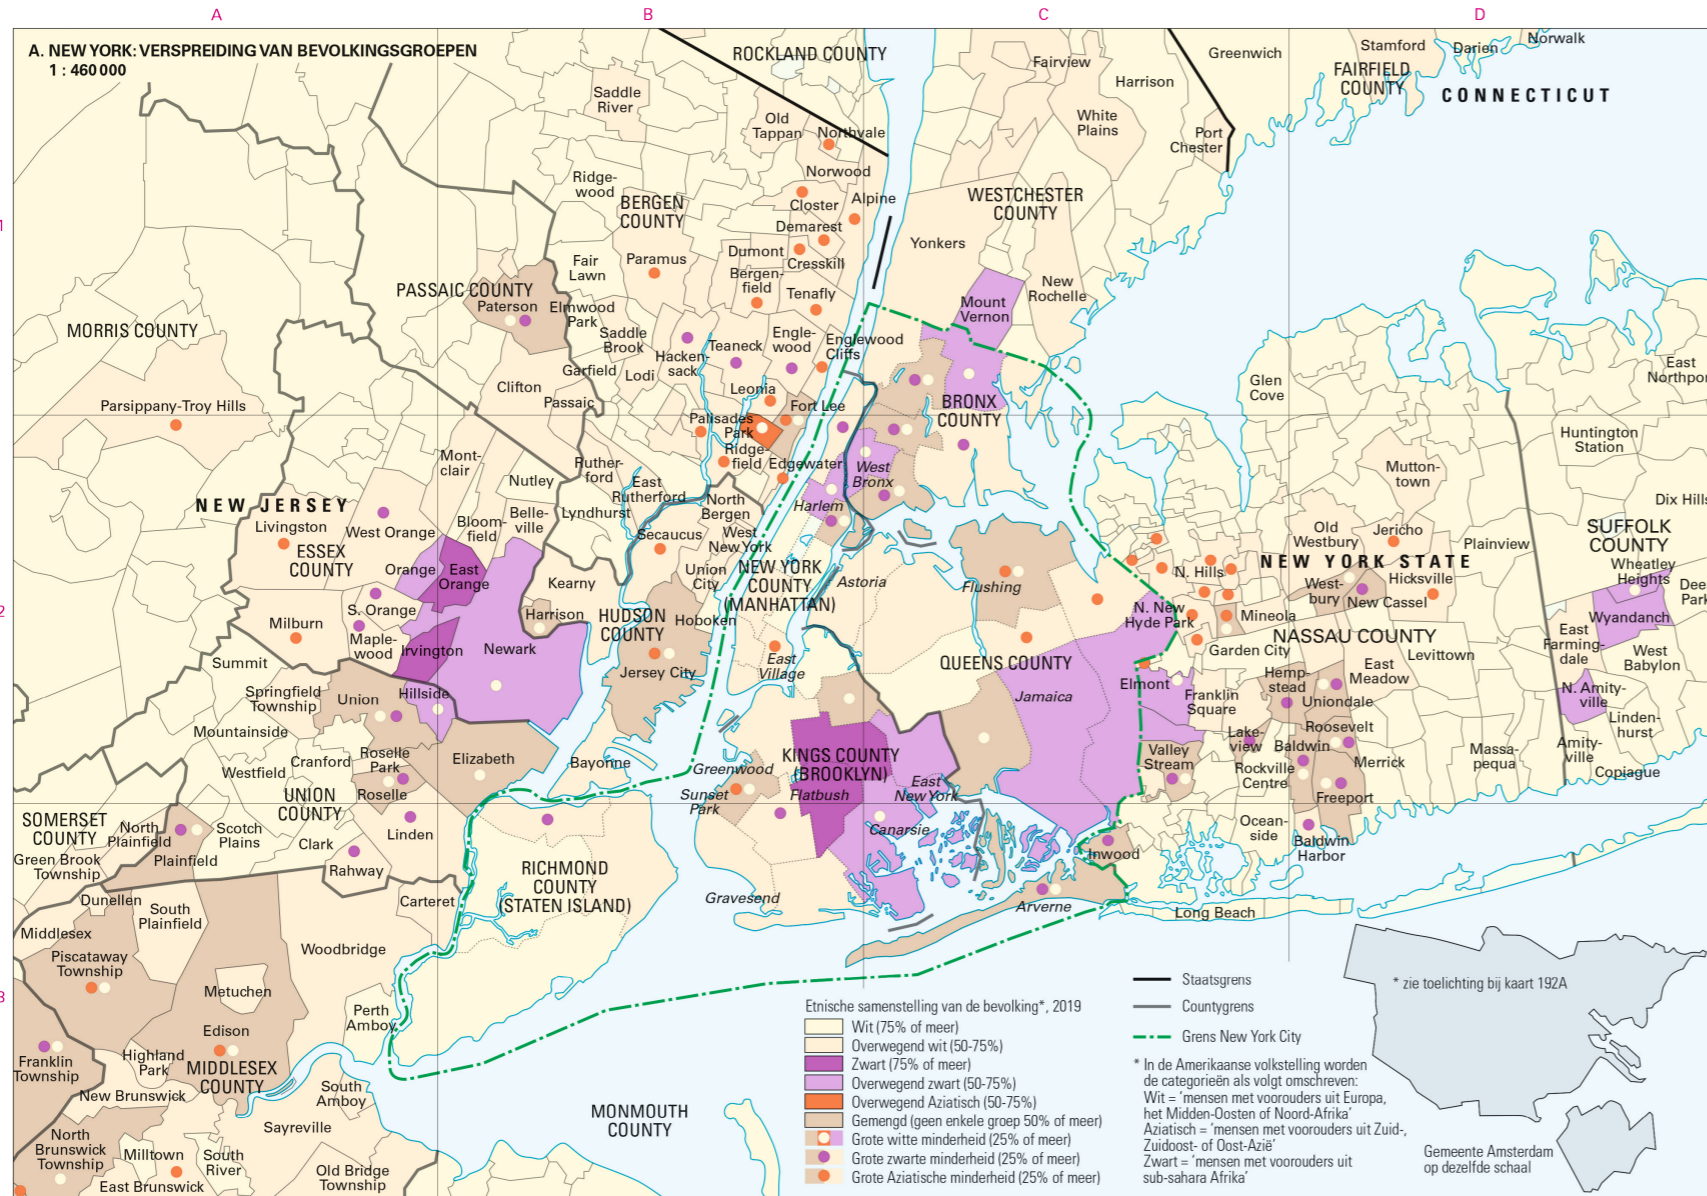 A
B
C
D
A. NEW YORK: VERSPREIDING VAN BEVOLKINGSGROEPEN
1 : 460 000
ROCKLAND COUNTY
Fairview
Harrison
Greenwich
Stamford
Darien
Norwalk
FAIRFIELD
COUNTY
CONNECTICUT
Saddle
River
Old
Tappan
Northvale
White
Plains
Port
Chester
Ridge-
wood
Norwood
BERGEN
COUNTY
Closter
Alpine
WESTCHESTER
COUNTY
1
Demarest
Yonkers
Fair
Lawn
Paramus
Dumont
Cresskill
Bergen-
field
Tenafly
New
Rochelle
PASSAIC COUNTY
Paterson
Elmwood
Park
Mount
Vernon
MORRIS COUNTY
Saddle
Brook
Hacken-
sack
Teaneck
Engle-
wood
Englewood
Cliffs
Garfield
Lodi
Clifton
Passaic
Leonia
Fort Lee
BRONX
COUNTY
Glen
Cove
East
Northpor
Parsippany-Troy Hills
Palisades
Park
Ridge-
field
Edgewater
West
Bronx
Huntington
Station
Mont-
clair
Ruther-
ford
Nutley
East
Rutherford
Lyndhurst
North
Bergen
Harlem
Mutton-
town
Dix Hills
NEW JERSEY
Livingston
West Orange
Bloom-
field
Belle-
ville
Secaucus
West
New York
Old
Westbury
Jericho
Plainview
SUFFOLK
COUNTY
ESSEX
COUNTY
Orange
East
Orange
Kearny
Union
City
NEW YORK
COUNTY
(MANHATTAN)
Astoria
Flushing
N. Hills
NEW YORK STATE
Wheatley
Heights
West-
bury
Hicksville
New Cassel
Deer
Park
2
S. Orange
Harrison
HUDSON
COUNTY
Hoboken
N. New
Hyde Park
Mineola
Wyandanch
Milburn
Maple-
wood
Irvington
Newark
East
Village
QUEENS COUNTY
NASSAU COUNTY
Garden City
Levittown
East
Farming-
dale
West
Babylon
Summit
Jersey City
Jamaica
Elmont
Hemp-
stead
East
Meadow
Springfield
Township
Union
Hillside
Franklin
Square
Uniondale
N. Amity-
ville
Linden-
hurst
Mountainside
Roosevelt
Roselle
Park
Elizabeth
Bayonne
Greenwood
KINGS COUNTY
(BROOKLYN)
Valley
Stream
Lake-
view
Baldwin
Massa-
pequa
Amity-
ville
Westfield
Cranford
Rockville
Centre
Merrick
Copiague
UNION
COUNTY
Roselle
Sunset
Park
Flatbush
East
New York
Freeport
SOMERSET
COUNTY
North
Plainfield
Scotch
Plains
Linden
Canarsie
Ocean-
side
Clark
Baldwin
Harbor
Green Brook
Township
Plainfield
Rahway
Inwood
RICHMOND
COUNTY
(STATEN ISLAND)
Dunellen
South
Plainfield
Carteret
Gravesend
Arverne
Long Beach
Middlesex
Woodbridge
Piscataway
Township
3
Metuchen
Perth
Amboy
Edison
Highland
Park
Franklin
Township
MIDDLESEX
COUNTY
New Brunswick
South
Amboy
Sayreville
MONMOUTH
COUNTY
North
Brunswick
Township
Milltown
South
River
East Brunswick
Old Bridge
Township
Etnische samenstelling van de bevolking*, 2019
Wit (75% of meer)
Overwegend wit (50-75%)
Zwart (75% of meer)
Overwegend zwart (50-75%)
Overwegend Aziatisch (50-75%)
Gemengd (geen enkele groep 50% of meer)
Grote witte minderheid (25% of meer)
Grote zwarte minderheid (25% of meer)
Grote Aziatische minderheid (25% of meer)
Staatsgrens
Countygrens
Grens New York City
* In de Amerikaanse volkstelling worden
de categorieën als volgt omschreven:
Wit = ‘mensen met voorouders uit Europa,
het Midden-Oosten of Noord-Afrika’
Aziatisch = ‘mensen met voorouders uit Zuid-,
Zuidoost- of Oost-Azië’
Zwart = ‘mensen met voorouders uit
sub-sahara Afrika’
* zie toelichting bij kaart 192A
Gemeente Amsterdam
op dezelfde schaal